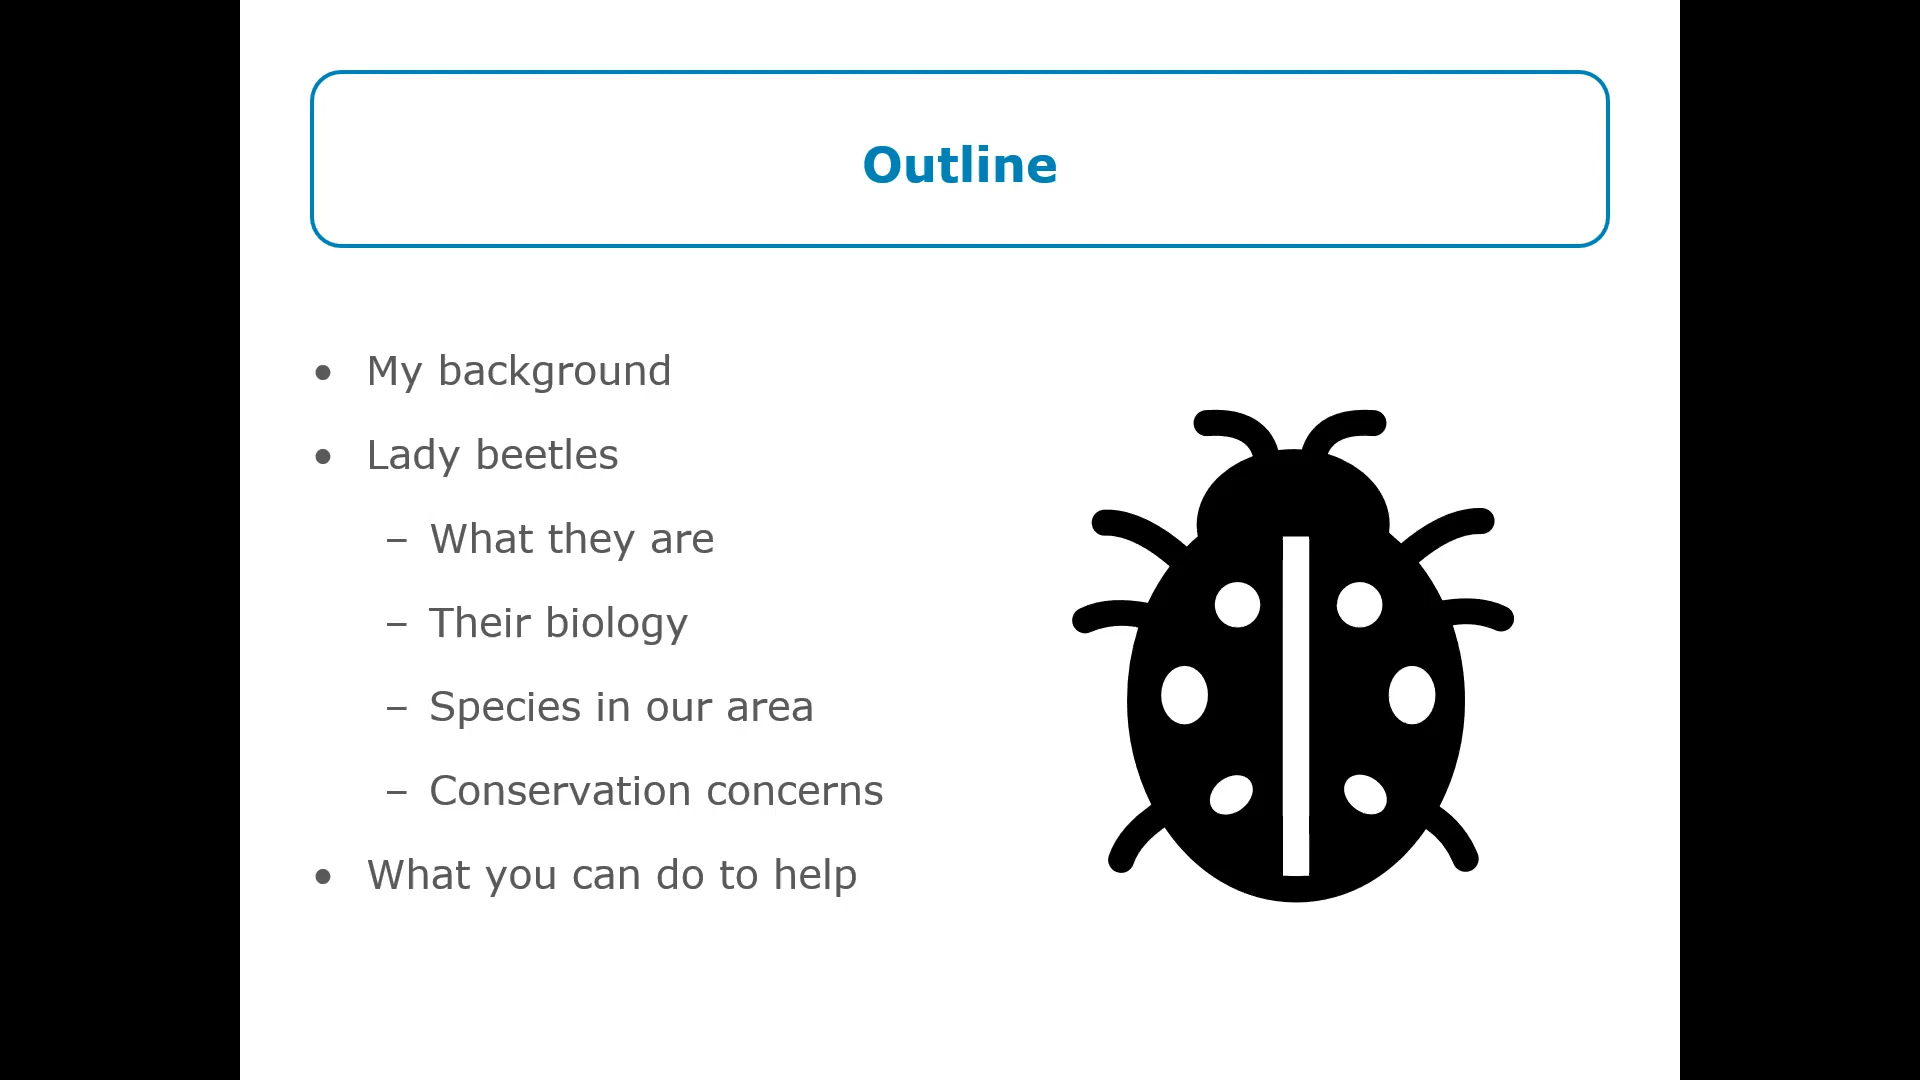 Outline
• My background
• Lady beetles
– What they are
– Their biology
– Species in our area
– Conservation concerns
• What you can do to help